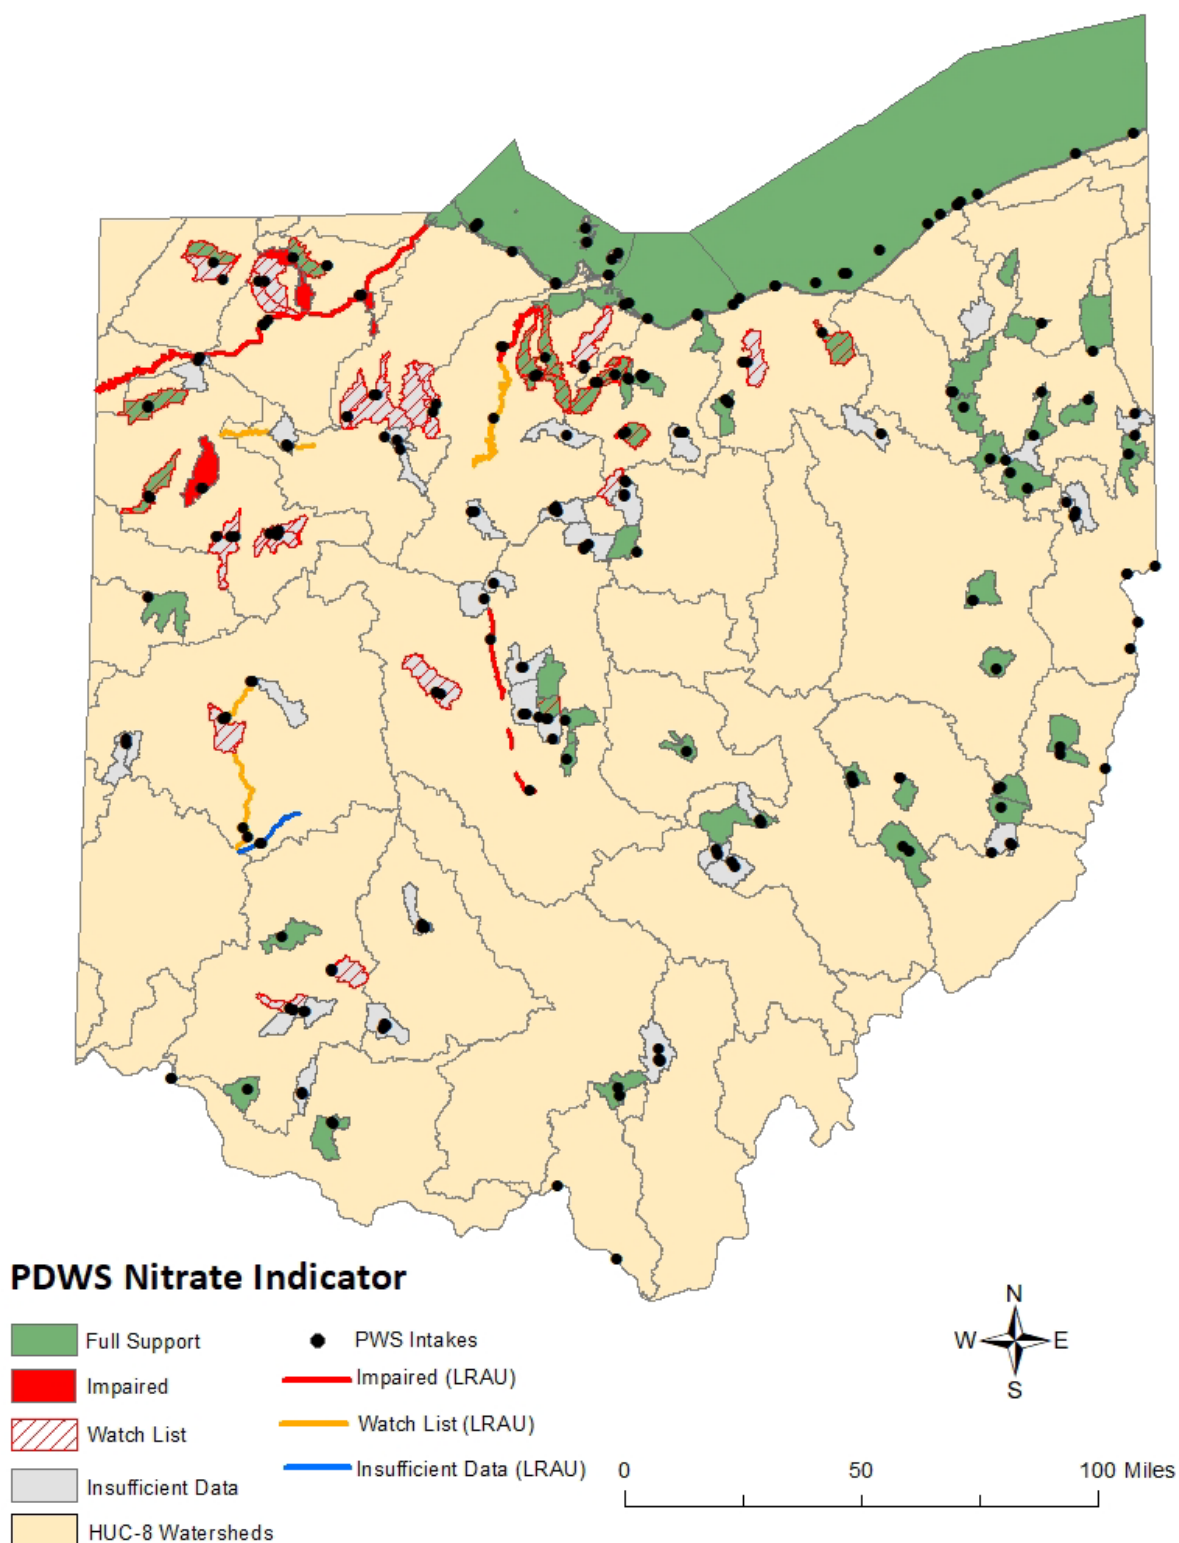 PDWS Nitrate Indicator
Full Support
Impaired
Watch List
Insufficient Data
HUC-8 Watersheds
PWS Intakes
Impaired (LRAU)
Watch List (LRAU)
Insufficient Data (LRAU)
N
W E
S
0 50 100 Miles